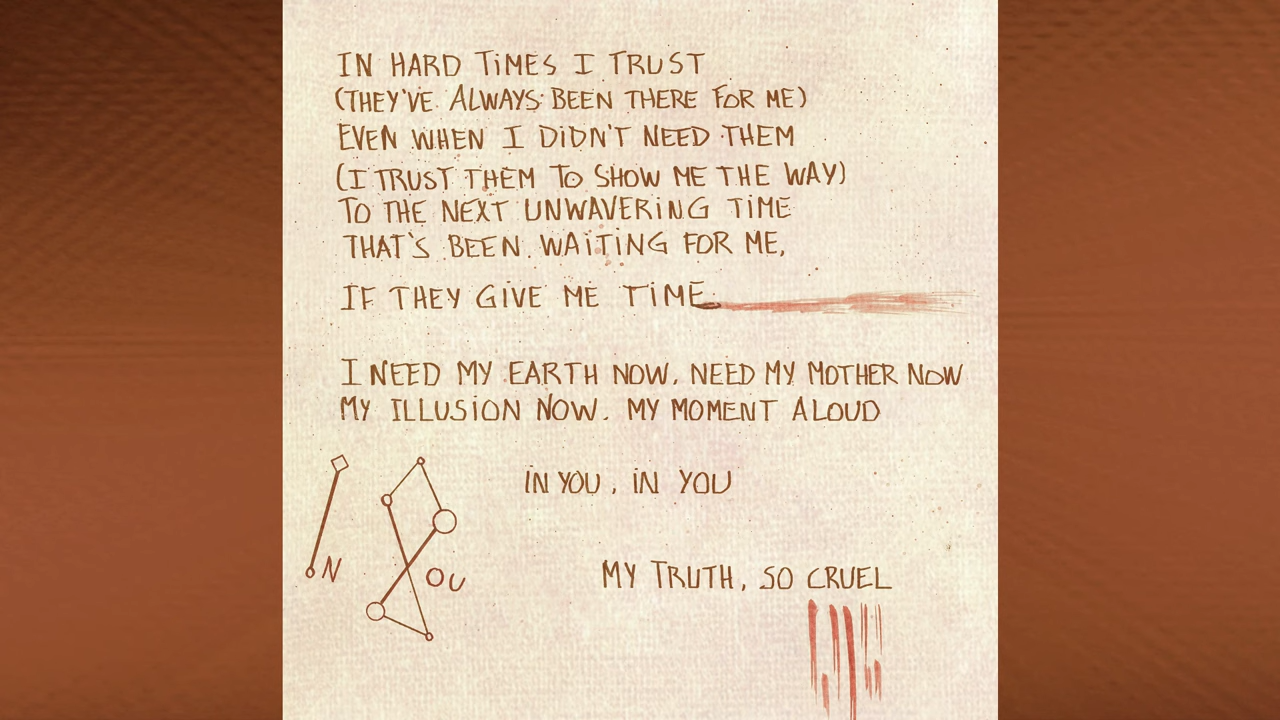 IN HARD TIMES I TRUST
(THEY'VE ALWAYS BEEN THERE FOR ME)
EVEN WHEN I DIDN'T NEED THEM
(I TRUST THEM TO SHOW ME THE WAY)
TO THE NEXT UNWAVERING TIME
THAT'S BEEN WAITING FOR ME,
IF THEY GIVE ME TIME
I NEED MY EARTH NOW. NEED MY MOTHER NOW
MY ILLUSION NOW. MY MOMENT ALOUD
IN YOU, IN YOU
N
OU
MY TRUTH, SO CRUEL